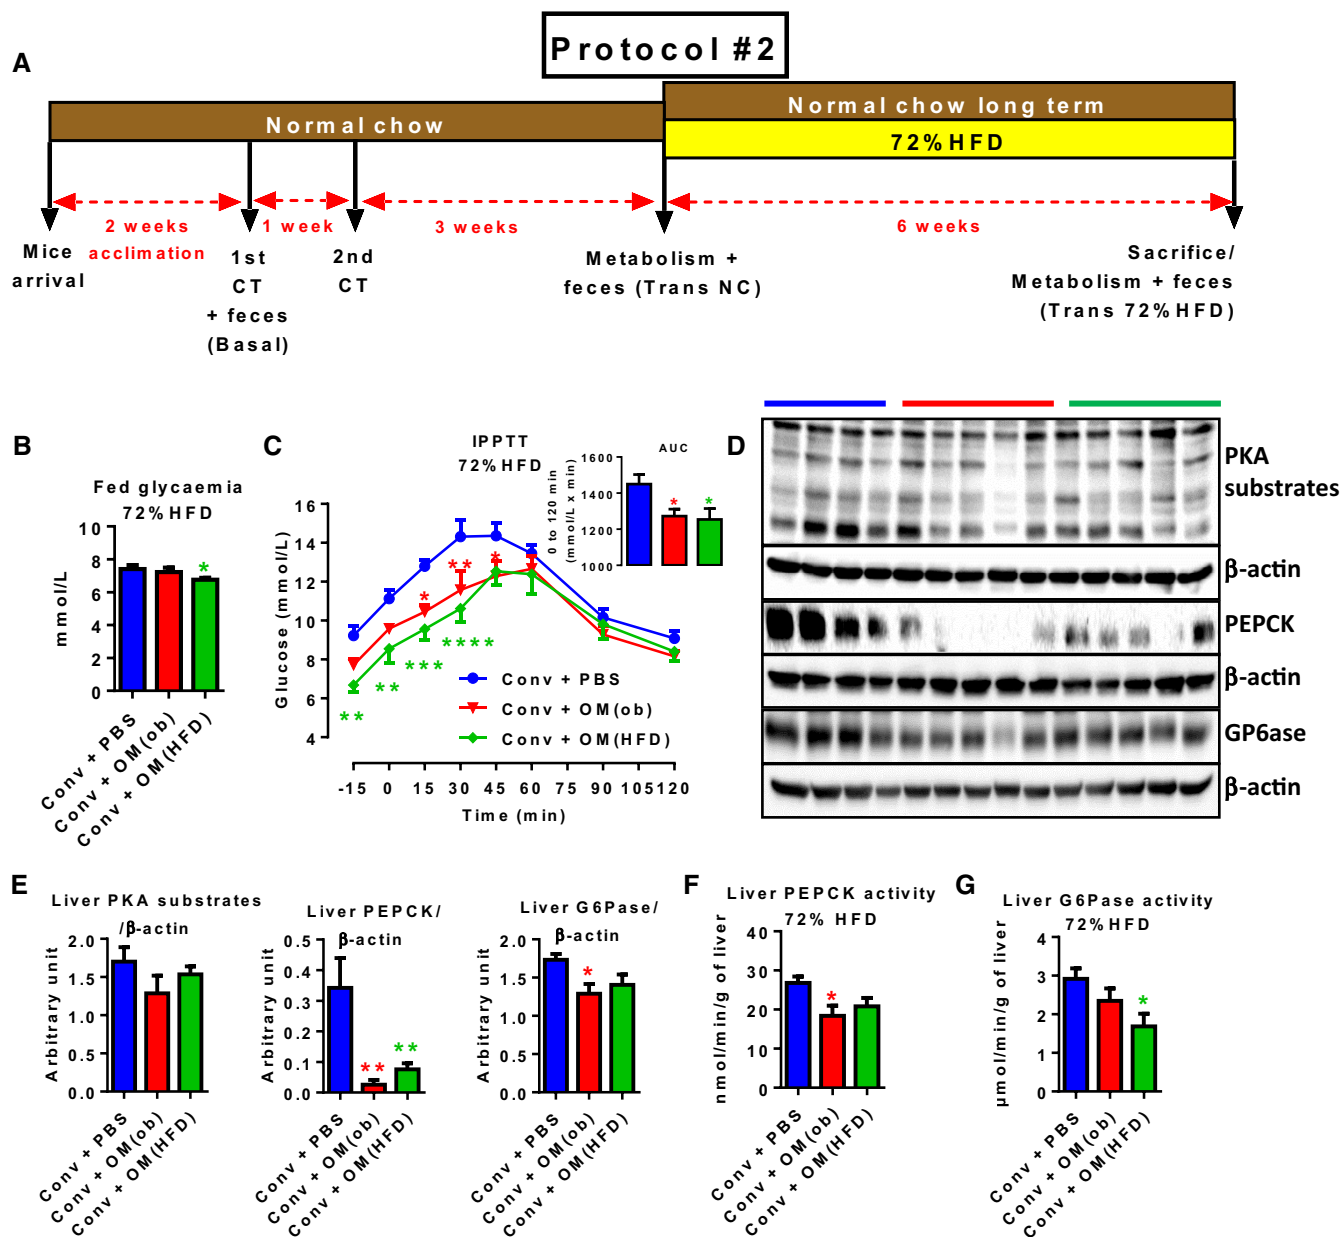 Protocol #2
A
Normal chow
Normal chow long term
72% HFD
2 weeks
acclimation
1 week
3 weeks
6 weeks
Mice
arrival
1st
CT
+ feces
(Basal)
2nd
CT
Metabolism +
feces (Trans NC)
Sacrifice/
Metabolism + feces
(Trans 72% HFD)
B
Fed glycaemia
72% HFD
mmol/L
10
8
6
4
2
0
*
Conv + PBS
Conv + OM(ob)
Conv + OM(HFD)
C
IPPTT
72% HFD
Glucose (mmol/L)
16
14
12
10
8
6
4
-15 0 15 30 45 60 75 90 105 120
Time (min)
* ** *
** ** *** ****
Conv + PBS
Conv + OM(ob)
Conv + OM(HFD)
AUC
0 to 120 min
(mmol/L x min)
1600
1400
1200
1000
* *
D
PKA
substrates
β-actin
PEPCK
β-actin
GP6ase
β-actin
E
Liver PKA substrates
/β-actin
Arbitrary unit
2.0
1.5
1.0
0.5
0.0
Conv + PBS
Conv + OM(ob)
Conv + OM(HFD)
Liver PEPCK/
β-actin
Arbitrary unit
0.5
0.4
0.3
0.2
0.1
0.0
** **
Conv + PBS
Conv + OM(ob)
Conv + OM(HFD)
Liver G6Pase/
β-actin
Arbitrary unit
2.0
1.5
1.0
0.5
0.0
*
Conv + PBS
Conv + OM(ob)
Conv + OM(HFD)
F
Liver PEPCK activity
72% HFD
nmol/min/g of liver
40
30
20
10
0
*
Conv + PBS
Conv + OM(ob)
Conv + OM(HFD)
G
Liver G6Pase activity
72% HFD
µmol/min/g of liver
4
3
2
1
0
*
Conv + PBS
Conv + OM(ob)
Conv + OM(HFD)